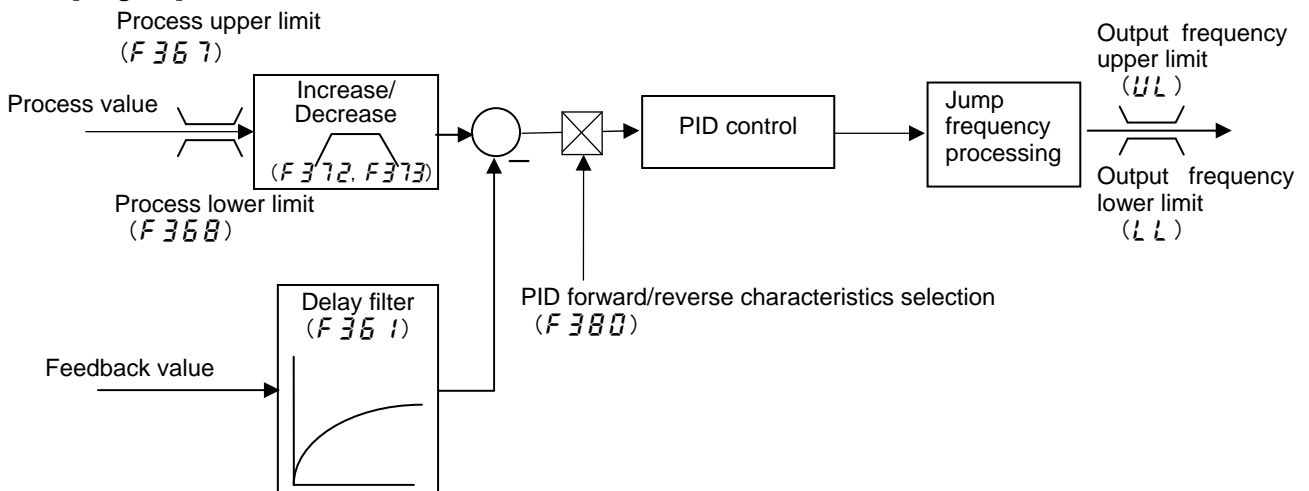 Process upper limit
(F367)
Process value
Increase/
Decrease
(F372, F373)
Process lower limit
(F368)
PID control
Jump
frequency
processing
Output frequency
upper limit
(UL)
Output frequency
lower limit
(LL)
Delay filter
(F361)
PID forward/reverse characteristics selection
(F380)
Feedback value